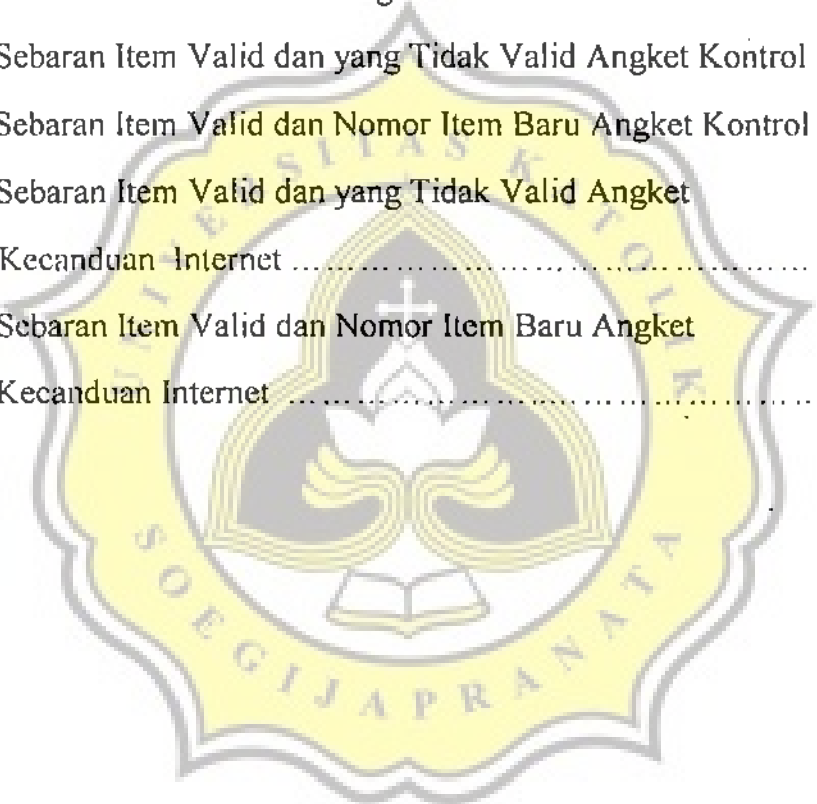 Sebaran Item Valid dan yang Tidak Valid Angket Kontrol
Sebaran Item Valid dan Nomor Item Baru Angket Kontrol
Sebaran Item Valid dan yang Tidak Valid Angket
Kecanduan Internet ……………………………………
Sebaran Item Valid dan Nomor Item Baru Angket
Kecanduan Internet ……………………………………
UNIVERSITAS KATOLIK
SOEGIJAPRANATA